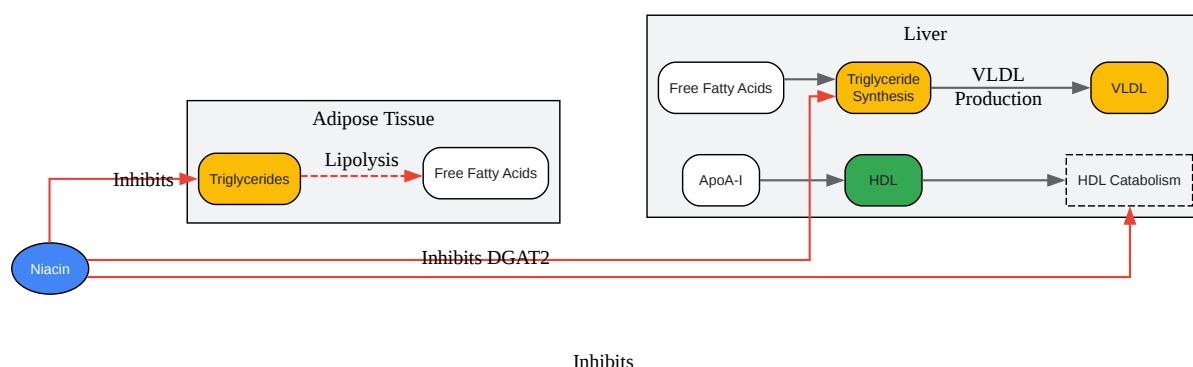 Liver
Free Fatty Acids
Triglyceride
Synthesis
VLDL
Production
VLDL
Adipose Tissue
Inhibits
Triglycerides
Lipolysis
Free Fatty Acids
ApoA-I
HDL
HDL Catabolism
Niacin
Inhibits DGAT2
Inhibits